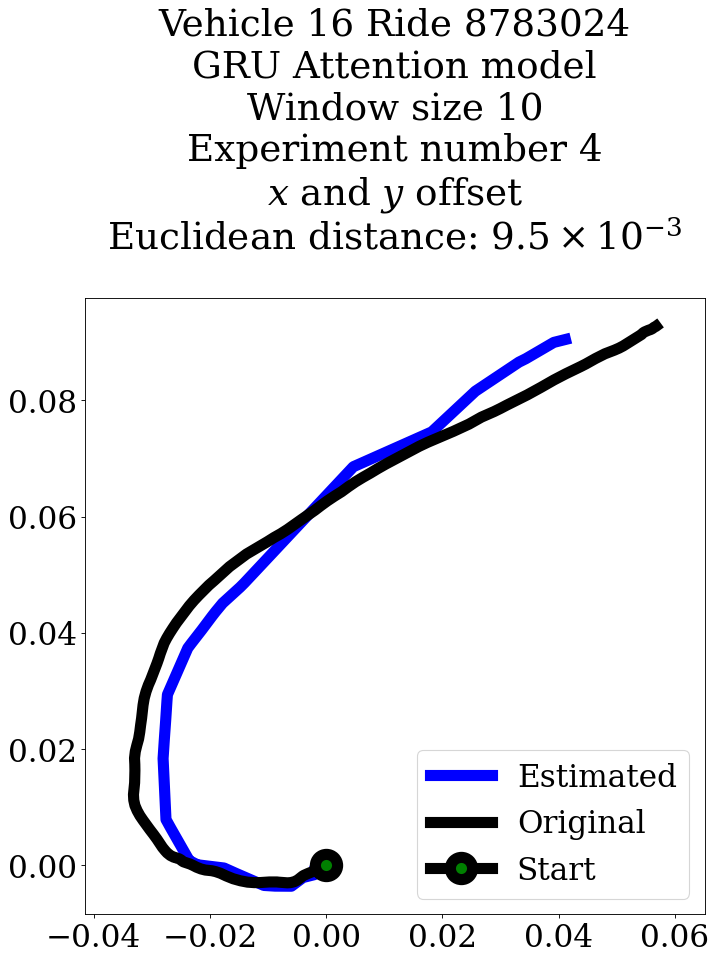 Vehicle 16 Ride 8783024
GRU Attention model
Window size 10
Experiment number 4
x and y offset
Euclidean distance: 9.5 × 10⁻³
0.08
0.06
0.04
0.02
0.00
Estimated
Original
Start
−0.04 −0.02 0.00 0.02 0.04 0.06